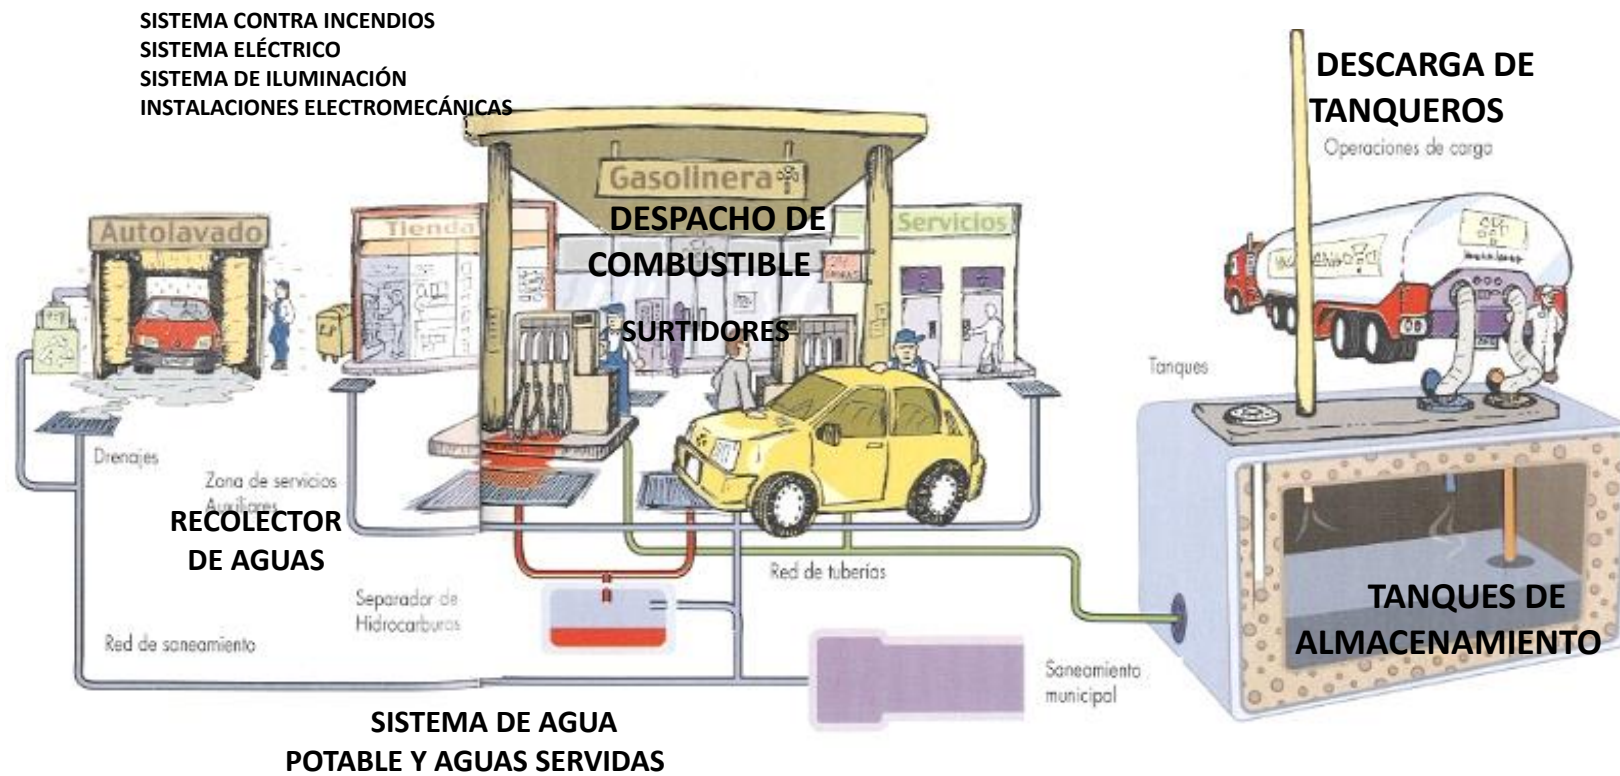 SISTEMA CONTRA INCENDIOS
SISTEMA ELÉCTRICO
SISTEMA DE ILUMINACIÓN
INSTALACIONES ELECTROMECÁNICAS
DESCARGA DE
TANQUEROS
Operaciones de carga
Gasolinera
Autolavado
Tienda
Servicios
DESPACHO DE
COMBUSTIBLE
SURTIDORES
Tanques
Drenajes
Zona de servicios
Auxiliares
RECOLECTOR
DE AGUAS
Red de tuberías
Separador de
Hidrocarburos
TANQUES DE
ALMACENAMIENTO
Red de saneamiento
Saneamiento
municipal
SISTEMA DE AGUA
POTABLE Y AGUAS SERVIDAS